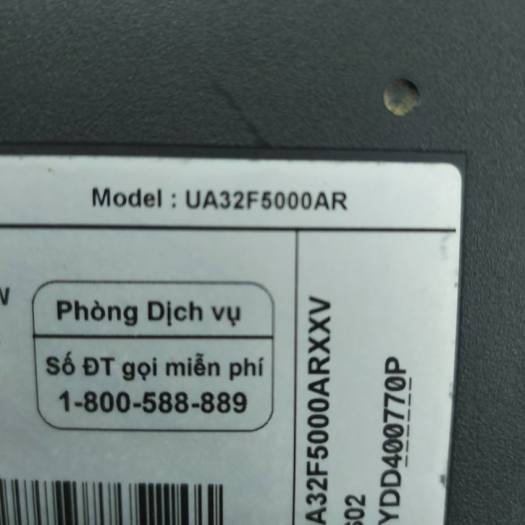 Model : UA32F5000AR
Phòng Dịch vụ
Số ĐT gọi miễn phí
1-800-588-889
A32F5000ARXXV
YDD400770P